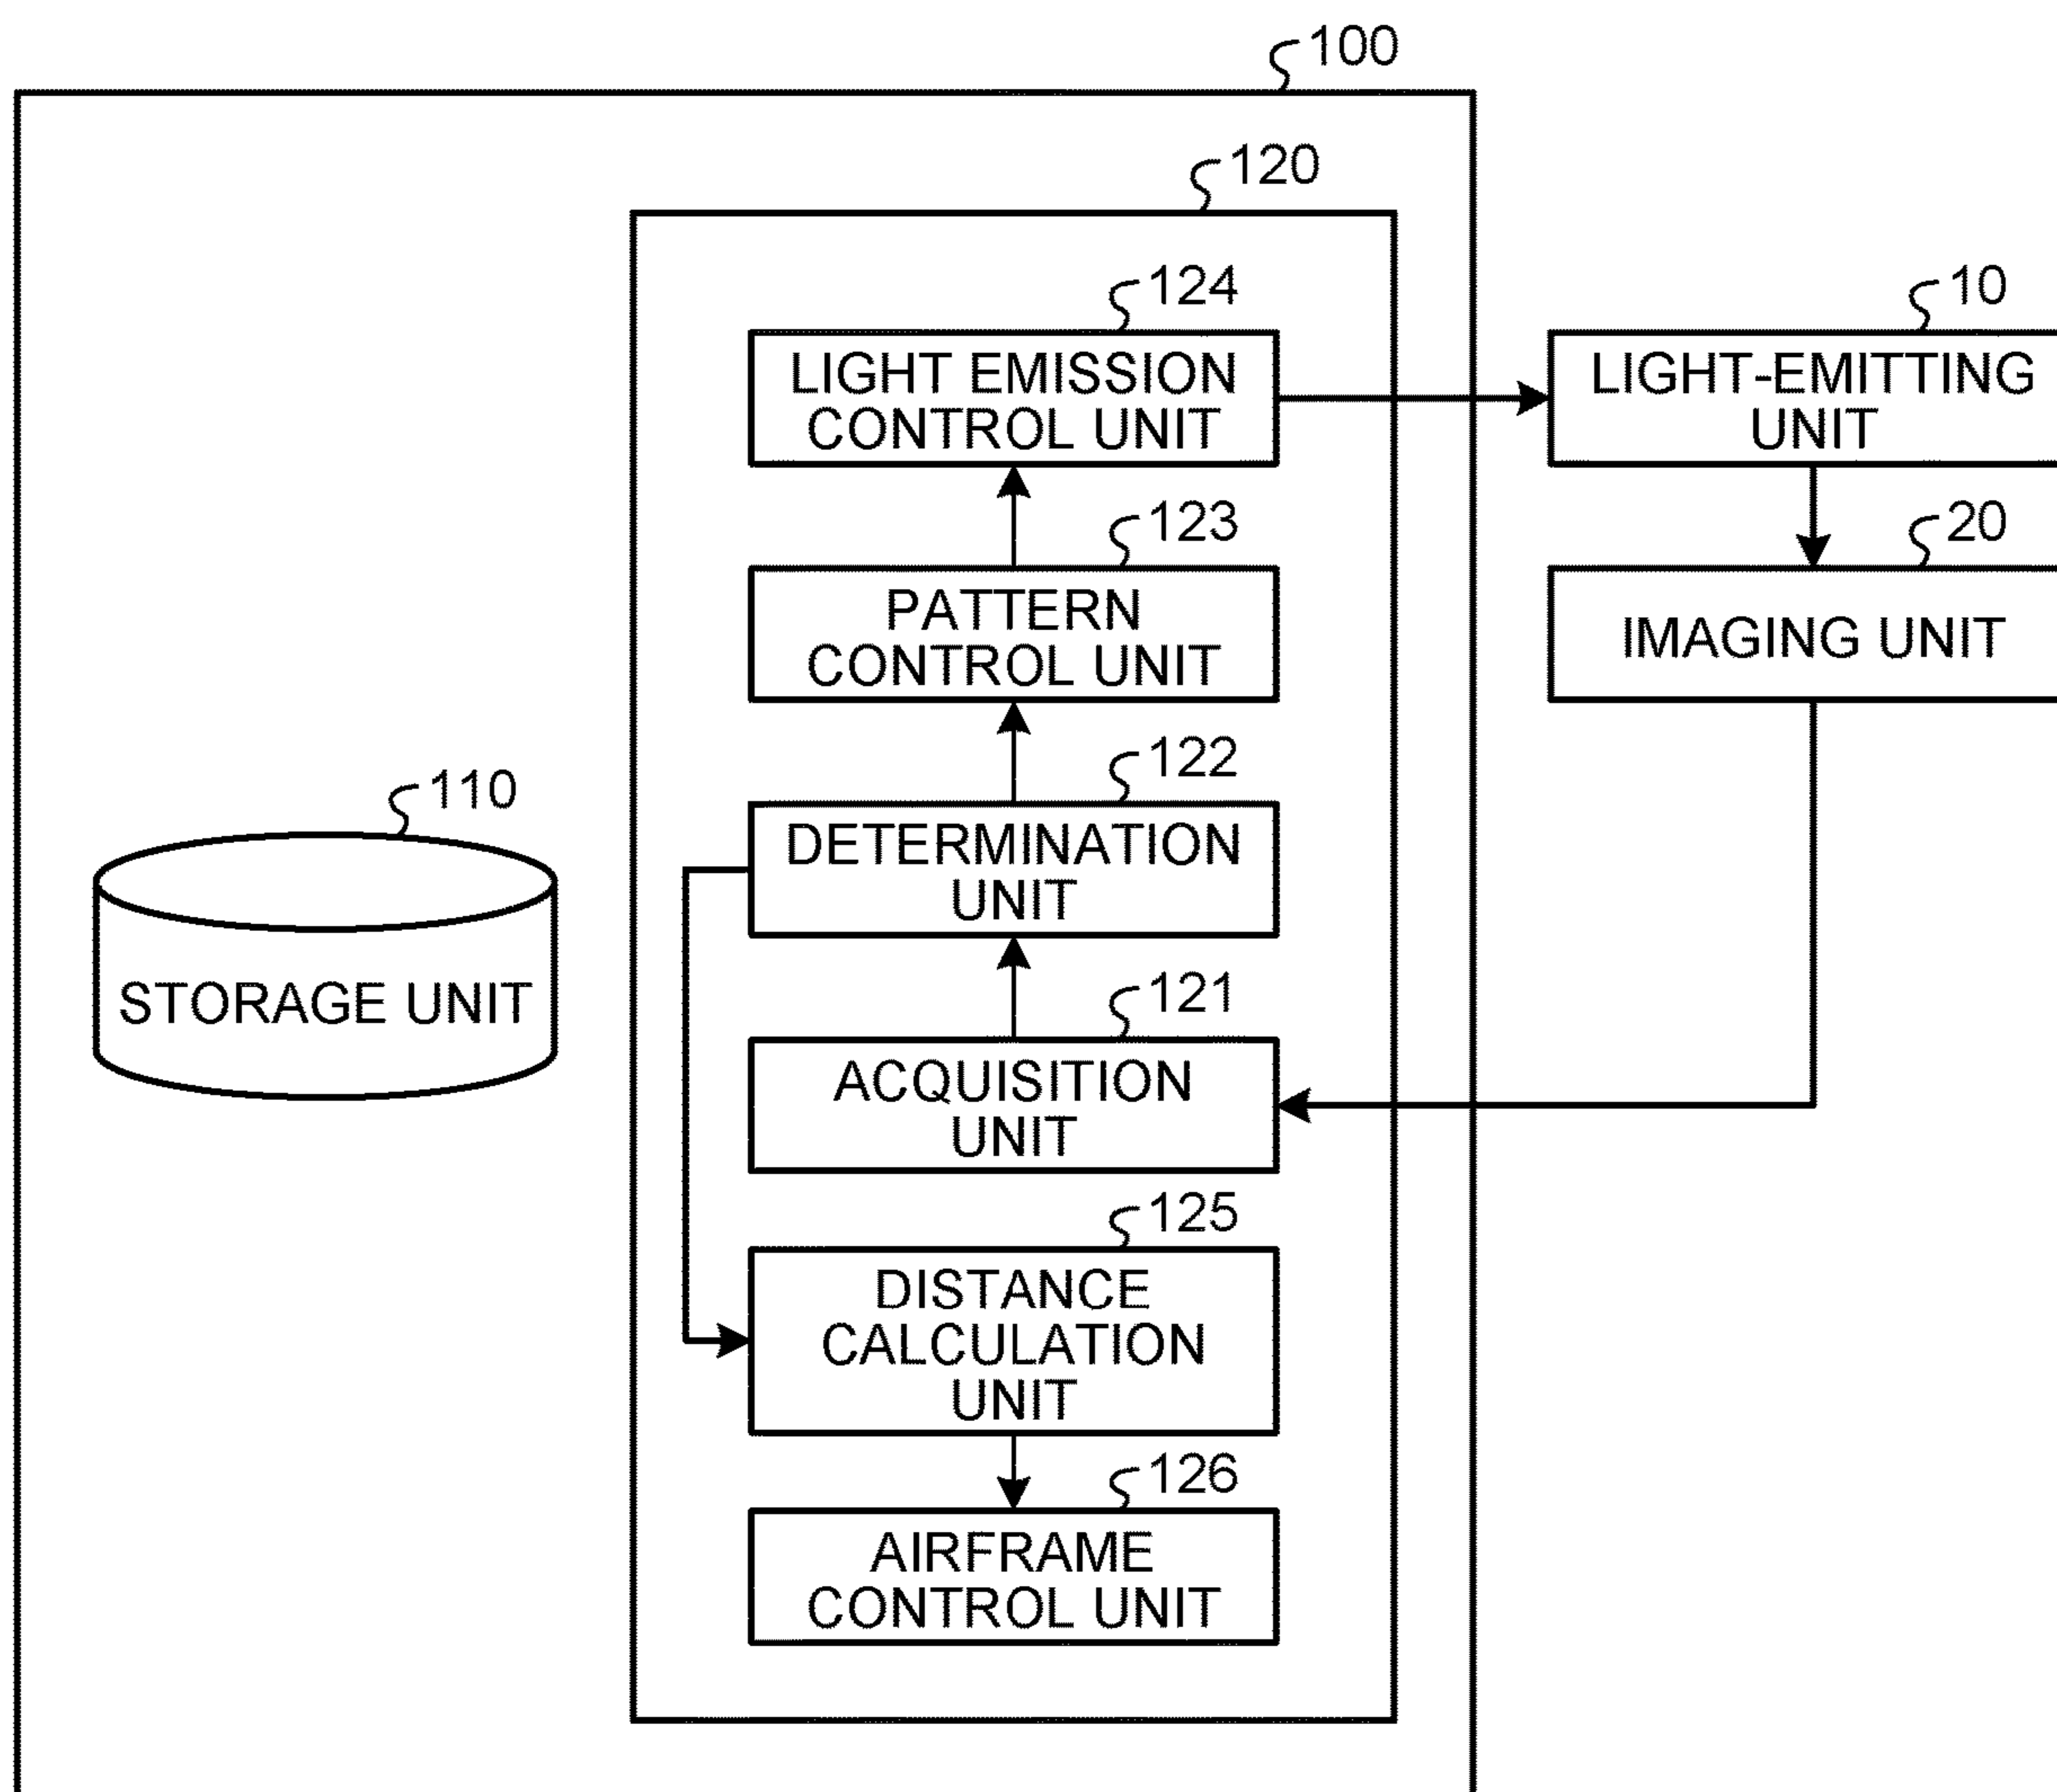 100
120
124
LIGHT EMISSION
CONTROL UNIT
10
LIGHT-EMITTING
UNIT
123
PATTERN
CONTROL UNIT
20
IMAGING UNIT
122
DETERMINATION
UNIT
110
STORAGE UNIT
121
ACQUISITION
UNIT
125
DISTANCE
CALCULATION
UNIT
126
AIRFRAME
CONTROL UNIT